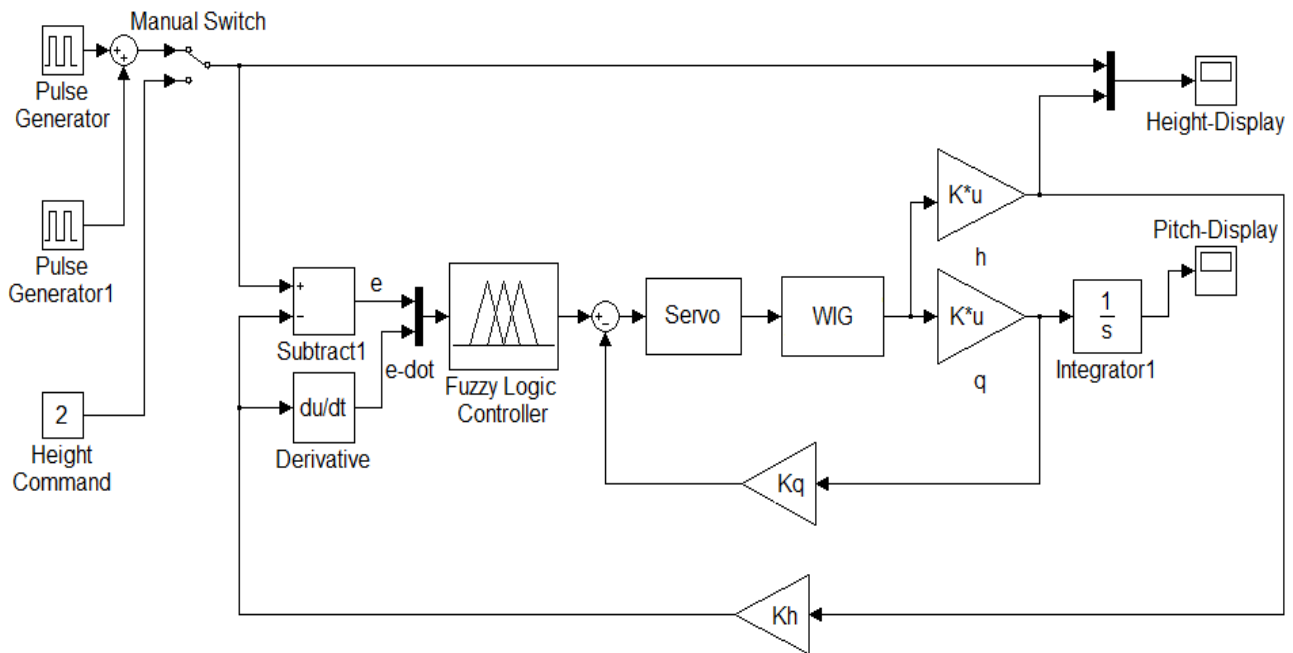 Manual Switch
+
+
Pulse
Generator
Height-Display
K*u
h
Pulse
Generator1
Pitch-Display
+
−
e
Subtract1
e-dot
Fuzzy Logic
Controller
+
−
Servo
WIG
K*u
q
1
s
Integrator1
du/dt
Derivative
2
Height
Command
Kq
Kh